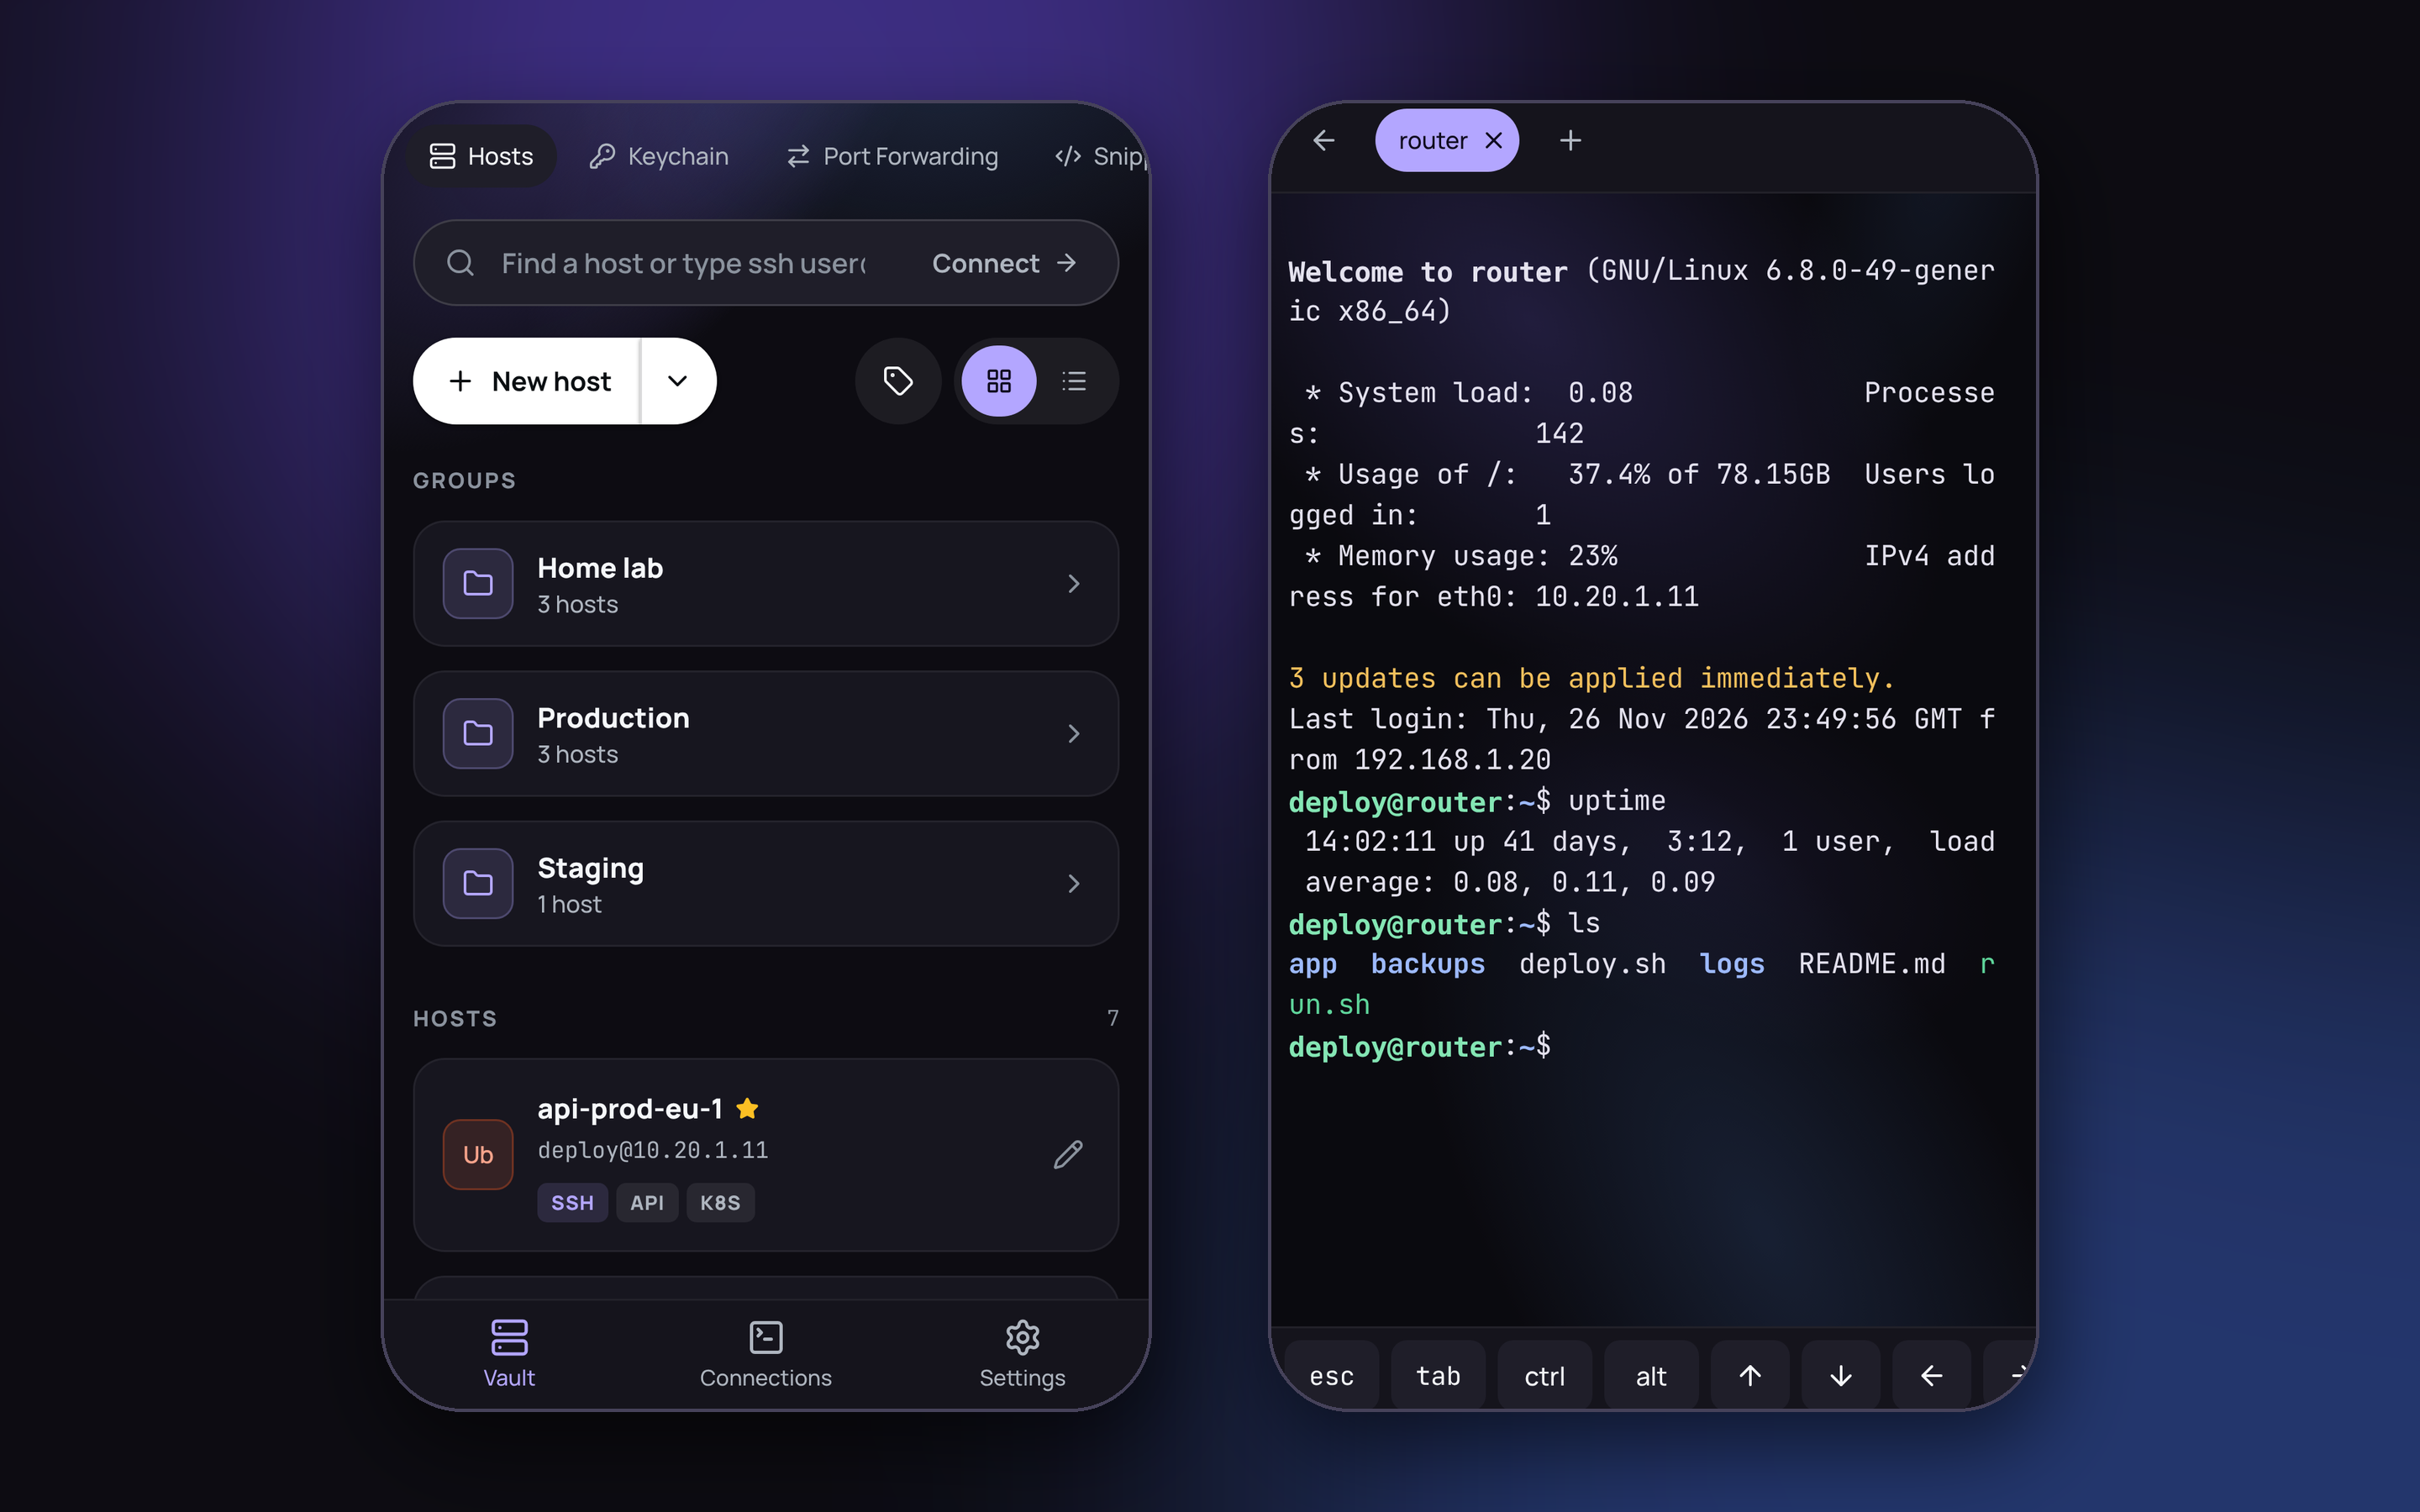 Hosts Keychain Port Forwarding Snipp
Find a host or type ssh user
Connect
New host
GROUPS
Home lab
3 hosts
Production
3 hosts
Staging
1 host
HOSTS 7
api-prod-eu-1
Ub
deploy@10.20.1.11
SSH API K8S
Vault Connections Settings
router
Welcome to router (GNU/Linux 6.8.0-49-gener
ic x86_64)
* System load:  0.08              Processe
s:             142
* Usage of /:   37.4% of 78.15GB  Users lo
gged in:       1
* Memory usage: 23%               IPv4 add
ress for eth0: 10.20.1.11
3 updates can be applied immediately.
Last login: Thu, 26 Nov 2026 23:49:56 GMT f
rom 192.168.1.20
deploy@router:~$ uptime
14:02:11 up 41 days,  3:12,  1 user,  load
average: 0.08, 0.11, 0.09
deploy@router:~$ ls
app  backups  deploy.sh  logs  README.md  r
un.sh
deploy@router:~$
esc tab ctrl alt